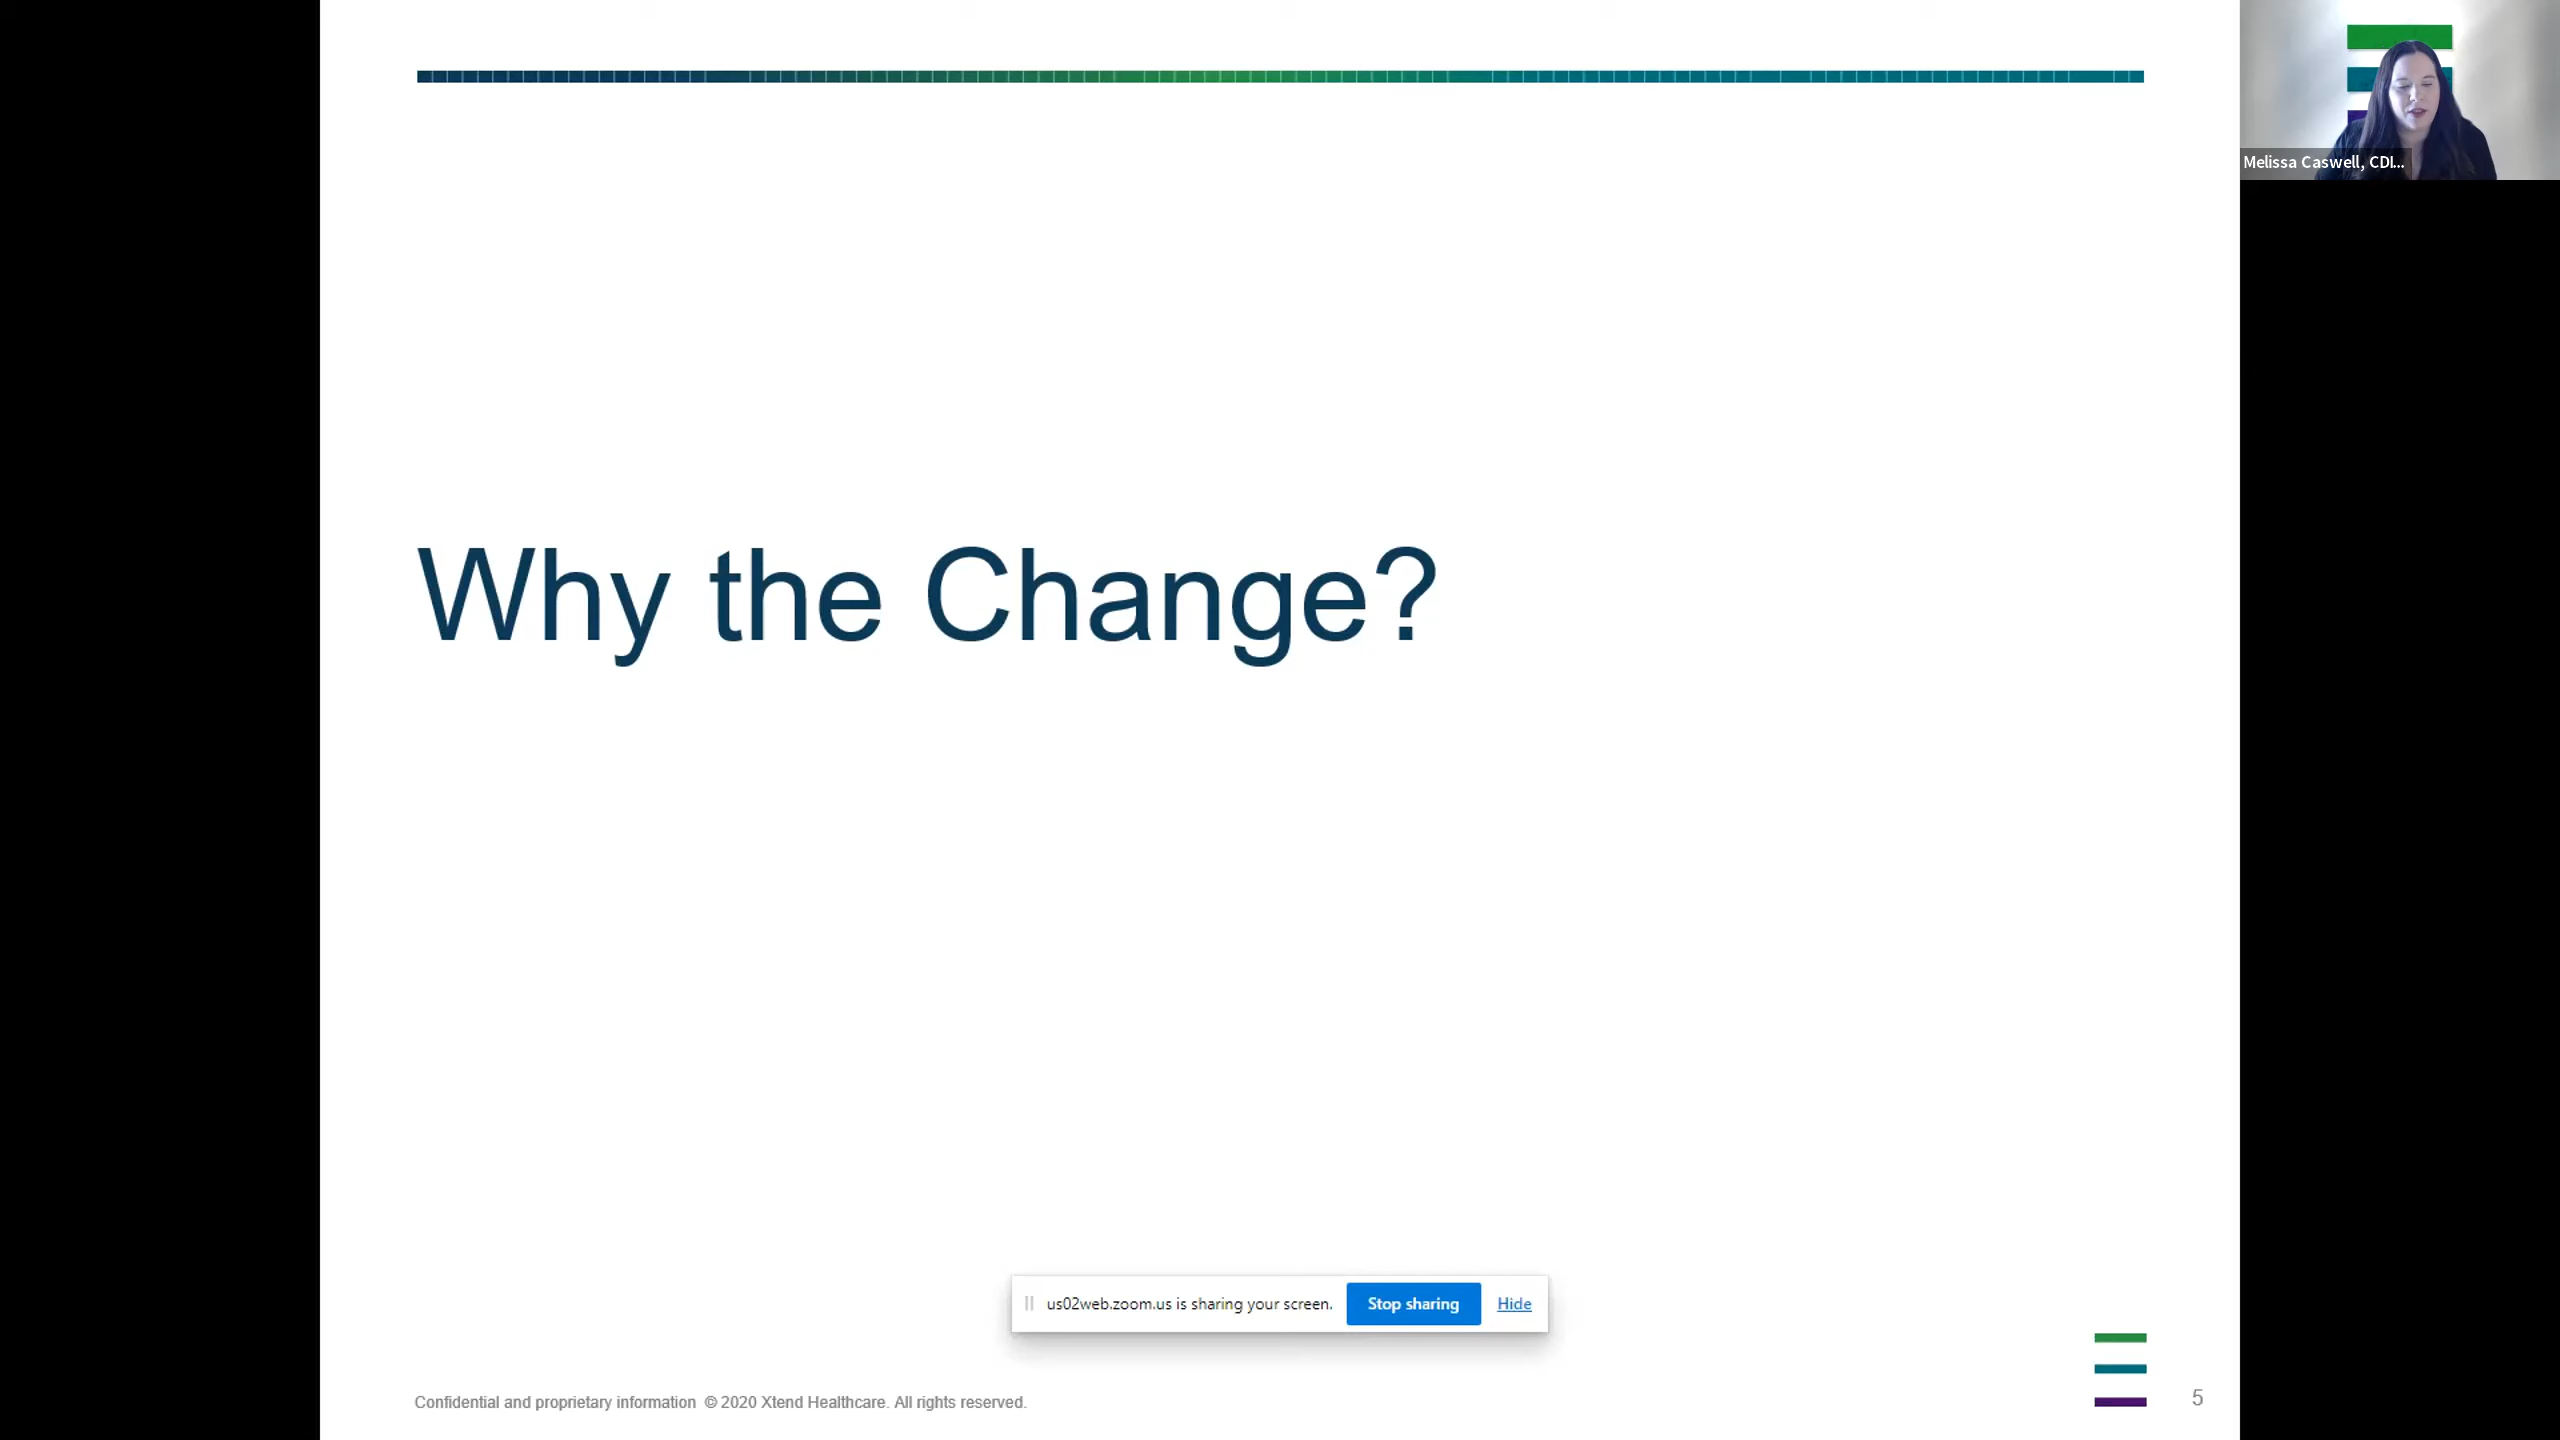 Melissa Caswell, CDI...
Why the Change?
us02web.zoom.us is sharing your screen. Stop sharing Hide
Confidential and proprietary information © 2020 Xtend Healthcare. All rights reserved.
5